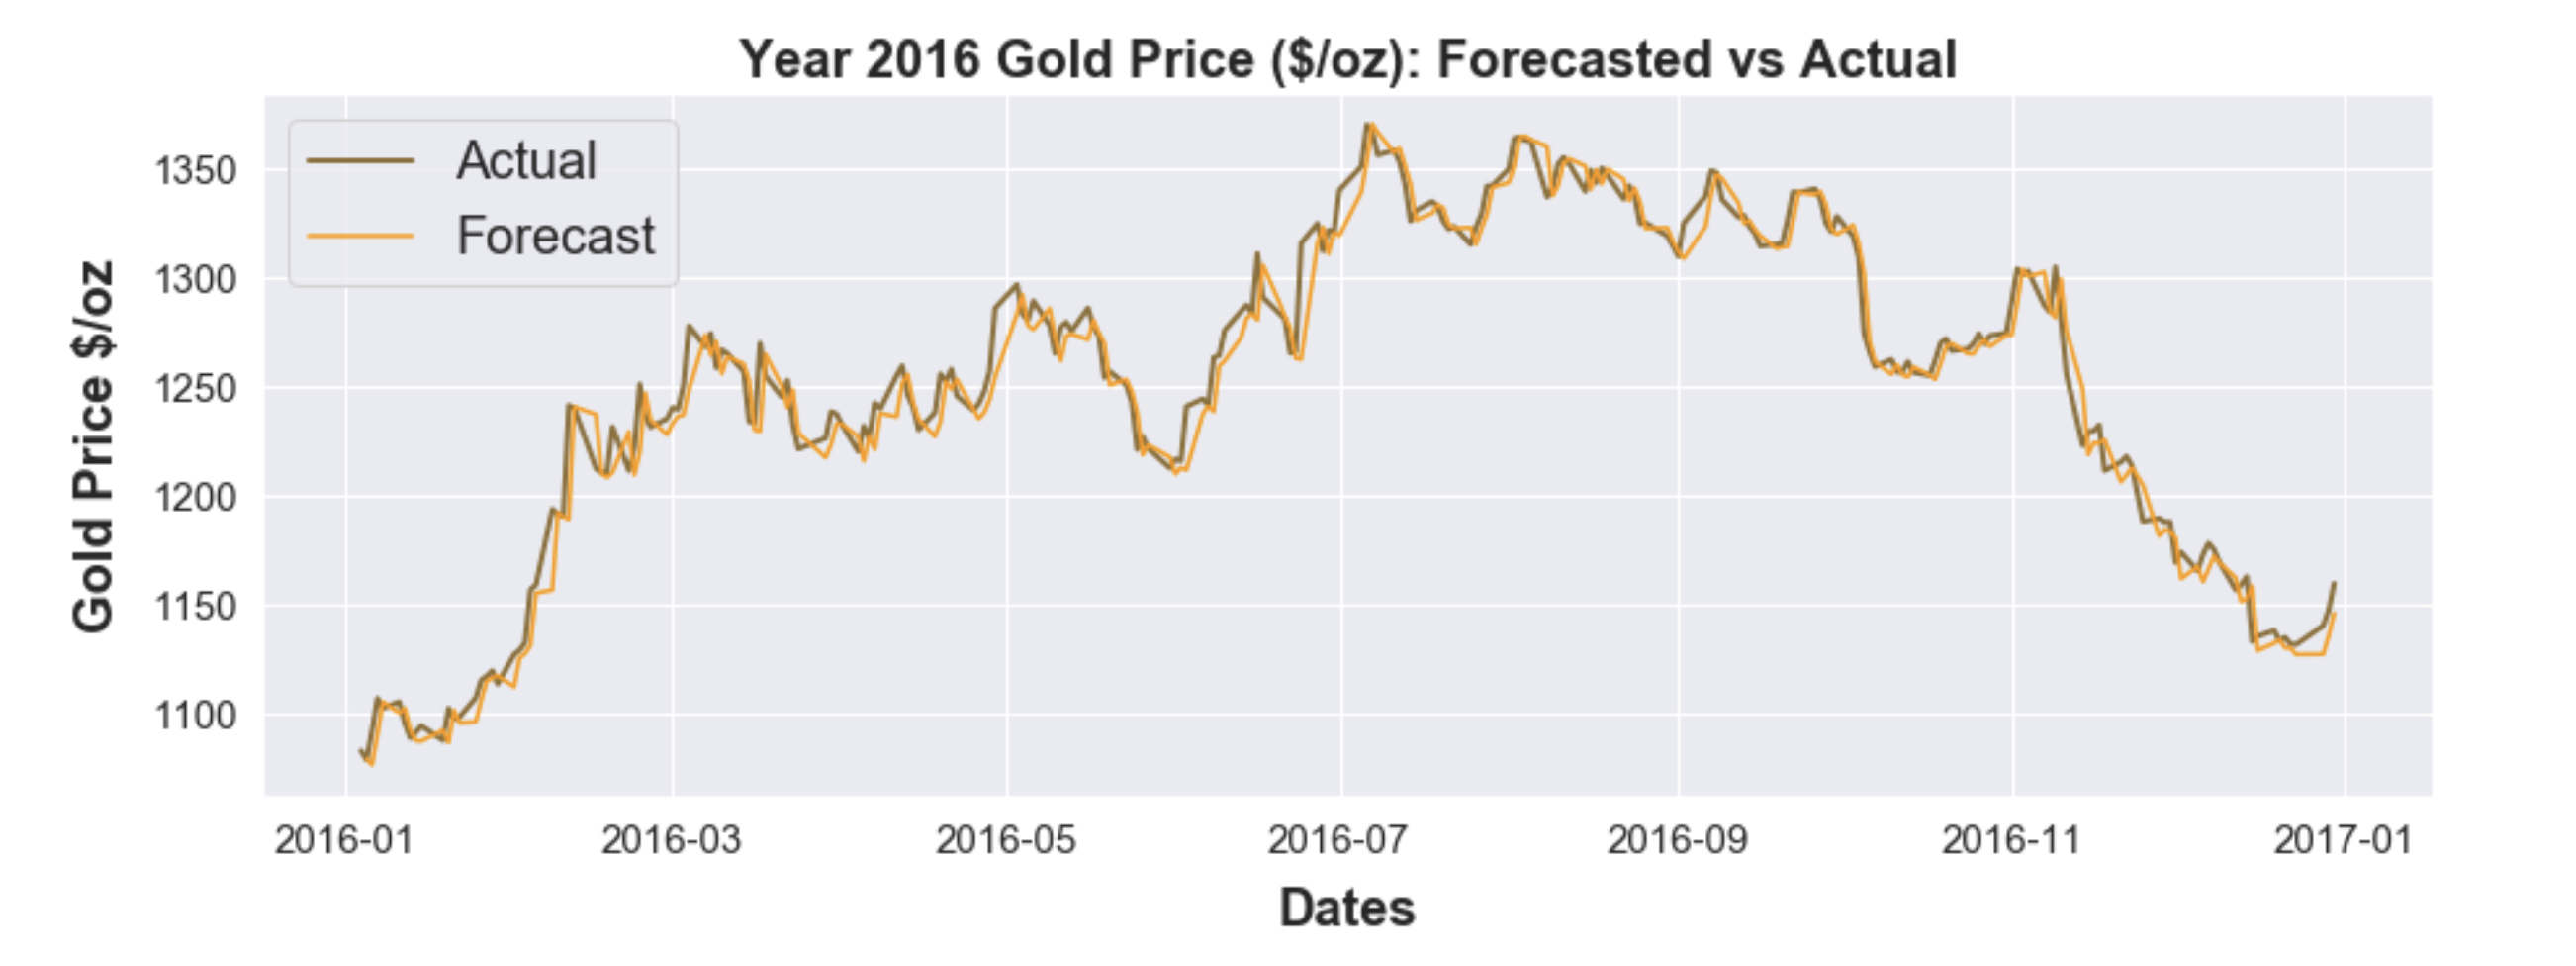 Year 2016 Gold Price ($/oz): Forecasted vs Actual
Actual
Forecast
Gold Price $/oz
1350
1300
1250
1200
1150
1100
2016-01
2016-03
2016-05
2016-07
2016-09
2016-11
2017-01
Dates